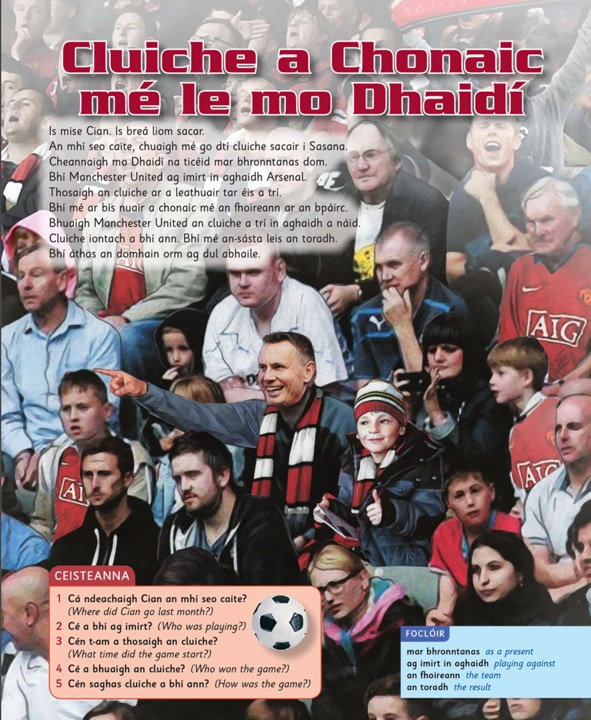 Cluiche a Chonaic
mé le mo Dhaidí
Is mise Cian. Is breá liom sacar.
An mhí seo caite, chuaigh mé go dtí cluiche sacair i Sasana.
Cheannaigh mo Dhaidí na ticéid mar bhronntanas dom.
Bhí Manchester United ag imirt in aghaidh Arsenal.
Thosaigh an cluiche ar a leathuair tar éis a trí.
Bhí mé ar bís nuair a chonaic mé an fhoireann ar an bpáirc.
Bhuaigh Manchester United an cluiche a trí in aghaidh a náid.
Cluiche iontach a bhí ann. Bhí mé an-sásta leis an toradh.
Bhí áthas an domhain orm ag dul abhaile.
AIG
AI
AIG
CEISTEANNA
1 Cá ndeachaigh Cian an mhí seo caite?
(Where did Cian go last month?)
2 Cé a bhí ag imirt? (Who was playing?)
3 Cén t-am a thosaigh an cluiche?
(What time did the game start?)
4 Cé a bhuaigh an cluiche? (Who won the game?)
5 Cén saghas cluiche a bhí ann? (How was the game?)
FOCLÓIR
mar bhronntanas as a present
ag imirt in aghaidh playing against
an fhoireann the team
an toradh the result